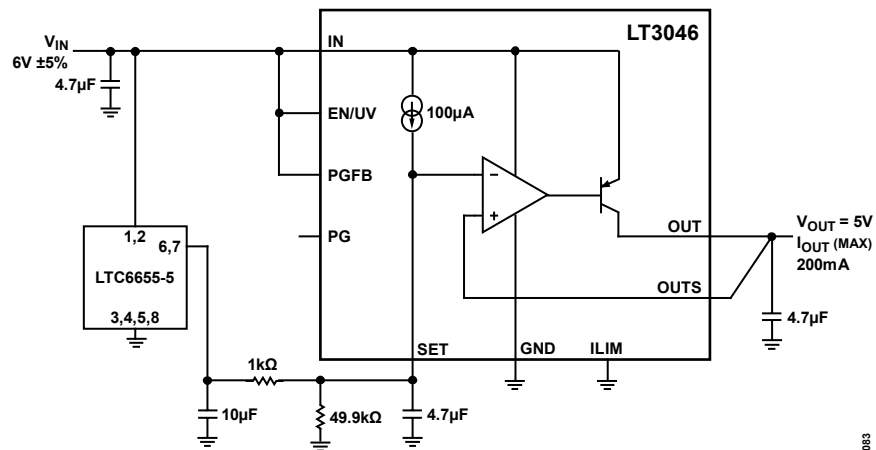 LT3046
V_IN
6V ±5%
4.7µF
IN
EN/UV
PGFB
PG
100µA
–
+
OUT
OUTS
V_OUT = 5V
I_OUT (MAX)
200mA
4.7µF
1,2
6,7
LTC6655-5
3,4,5,8
SET
GND
ILIM
1kΩ
10µF
49.9kΩ
4.7µF
083